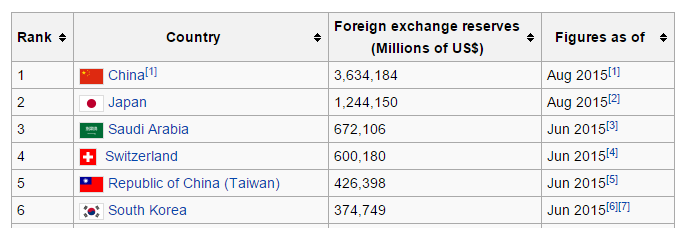 Rank Country Foreign exchange reserves (Millions of US$) Figures as of
1 China[1] 3,634,184 Aug 2015[1]
2 Japan 1,244,150 Aug 2015[2]
3 Saudi Arabia 672,106 Jun 2015[3]
4 Switzerland 600,180 Jun 2015[4]
5 Republic of China (Taiwan) 426,398 Jun 2015[5]
6 South Korea 374,749 Jun 2015[6][7]